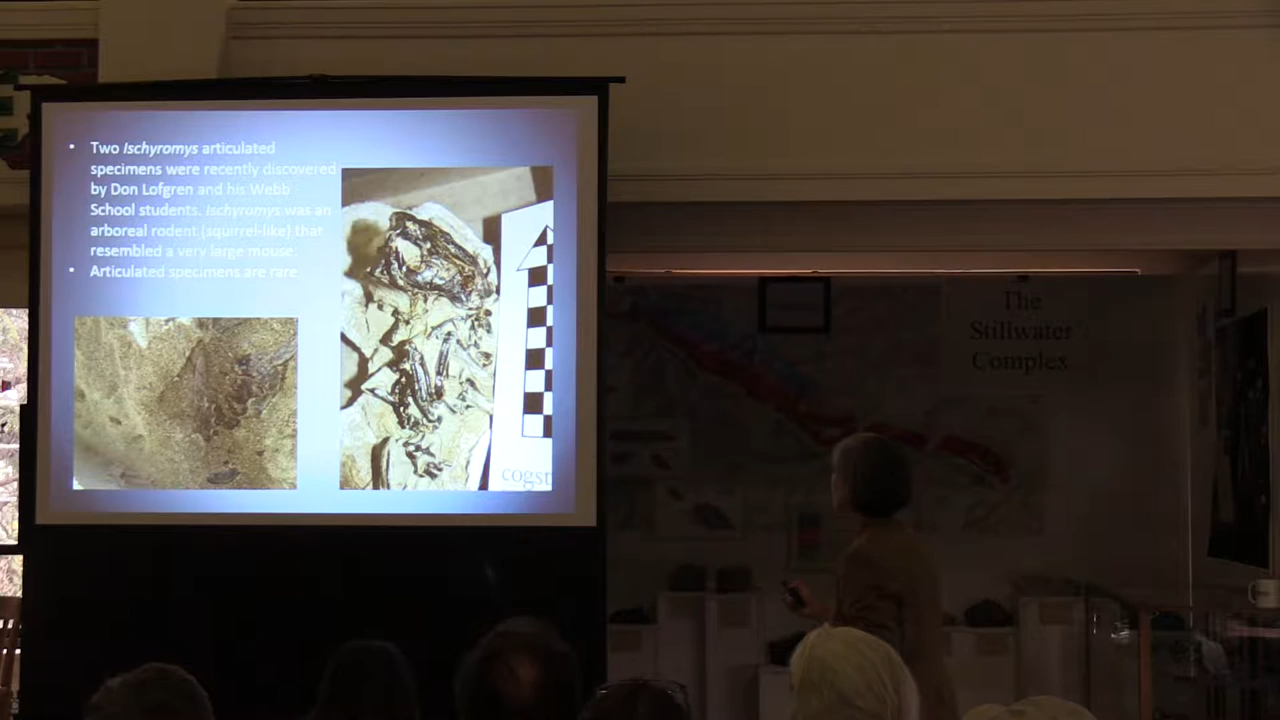 • Two Ischyromys articulated
specimens were recently discovered
by Don Lofgren and his Webb
School students. Ischyromys was an
arboreal rodent (squirrel-like) that
resembled a very large mouse.
• Articulated specimens are rare
cogst
The
Stillwater
Complex